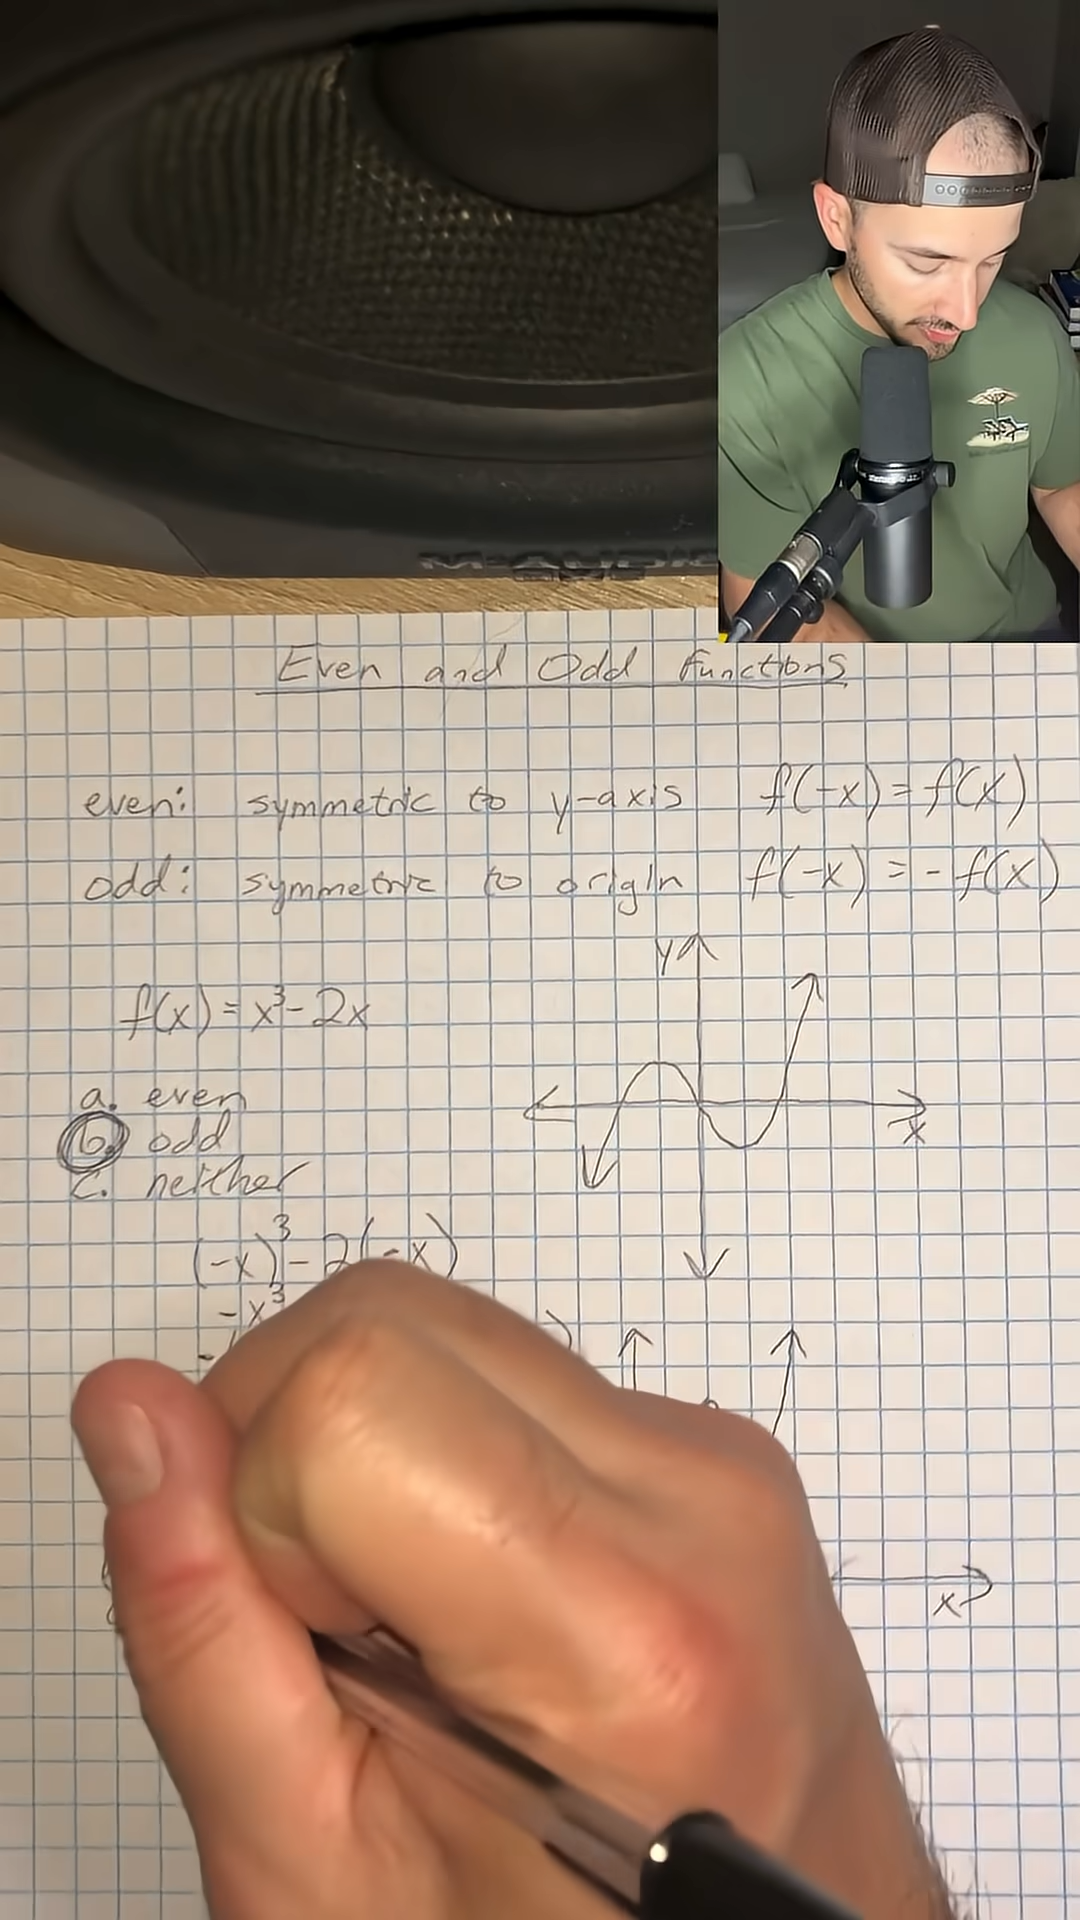 Even and Odd Functions
even: symmetric to y-axis f(-x) = f(x)
odd: symmetric to origin f(-x) = -f(x)
y
f(x) = x³ - 2x
a. even
b. odd
x
c. neither
(-x)³ - 2(-x)
-x³
-
)
x